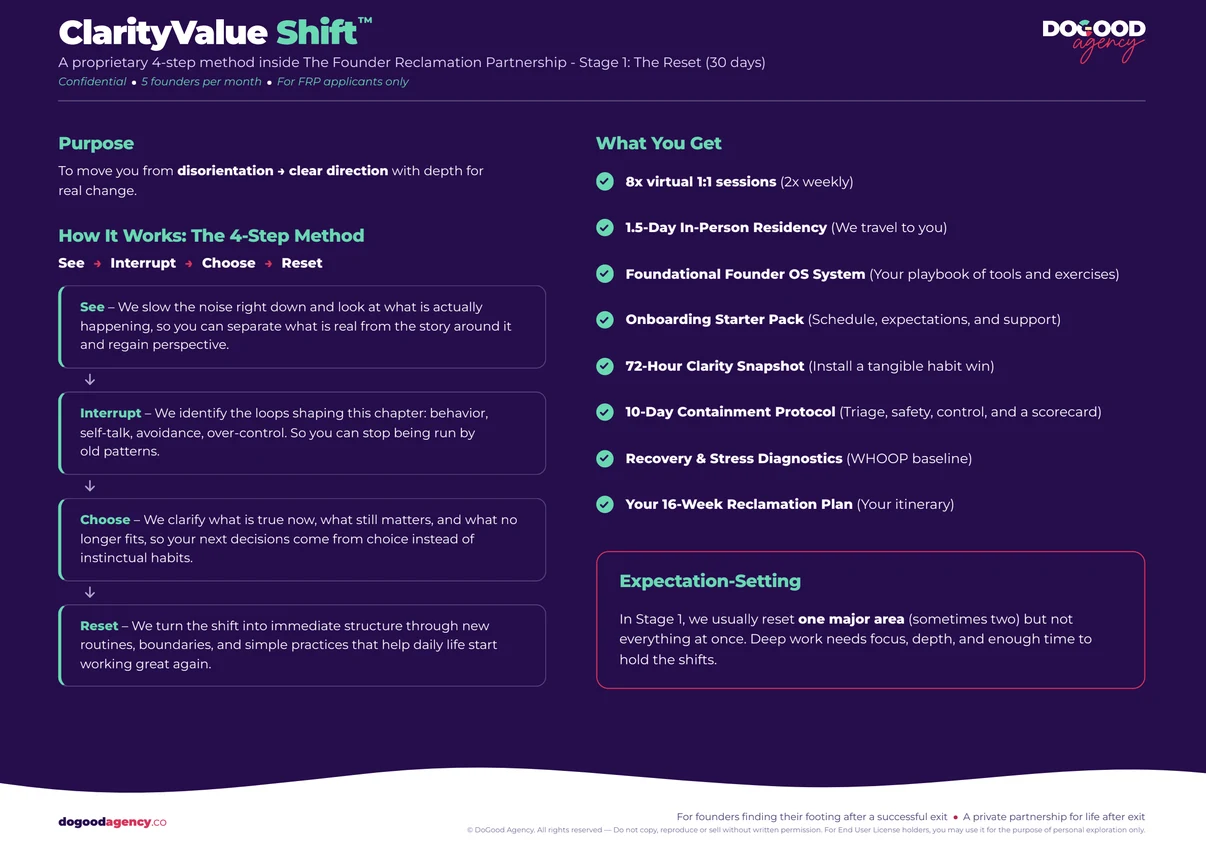 ClarityValue Shift™
A proprietary 4-step method inside The Founder Reclamation Partnership - Stage 1: The Reset (30 days)
Confidential • 5 founders per month • For FRP applicants only
DOGOOD
agency
Purpose
To move you from disorientation → clear direction with depth for
real change.
How It Works: The 4-Step Method
See → Interrupt → Choose → Reset
See – We slow the noise right down and look at what is actually
happening, so you can separate what is real from the story around it
and regain perspective.
↓
Interrupt – We identify the loops shaping this chapter: behavior,
self-talk, avoidance, over-control. So you can stop being run by
old patterns.
↓
Choose – We clarify what is true now, what still matters, and what no
longer fits, so your next decisions come from choice instead of
instinctual habits.
↓
Reset – We turn the shift into immediate structure through new
routines, boundaries, and simple practices that help daily life start
working great again.
What You Get
8x virtual 1:1 sessions (2x weekly)
1.5-Day In-Person Residency (We travel to you)
Foundational Founder OS System (Your playbook of tools and exercises)
Onboarding Starter Pack (Schedule, expectations, and support)
72-Hour Clarity Snapshot (Install a tangible habit win)
10-Day Containment Protocol (Triage, safety, control, and a scorecard)
Recovery & Stress Diagnostics (WHOOP baseline)
Your 16-Week Reclamation Plan (Your itinerary)
Expectation-Setting
In Stage 1, we usually reset one major area (sometimes two) but not
everything at once. Deep work needs focus, depth, and enough time to
hold the shifts.
dogoodagency.co
For founders finding their footing after a successful exit • A private partnership for life after exit
© DoGood Agency. All rights reserved — Do not copy, reproduce or sell without written permission. For End User License holders, you may use it for the purpose of personal exploration only.